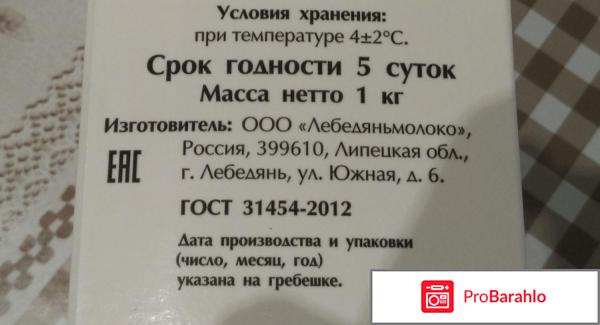 Условия хранения:
при температуре 4±2°С.
Срок годности 5 суток
Масса нетто 1 кг
Изготовитель: ООО «Лебедяньмолоко»,
Россия, 399610, Липецкая обл.,
г. Лебедянь, ул. Южная, д. 6.
ЕАС
ГОСТ 31454-2012
Дата производства и упаковки
(число, месяц, год)
указана на гребешке.
ProBarahlo